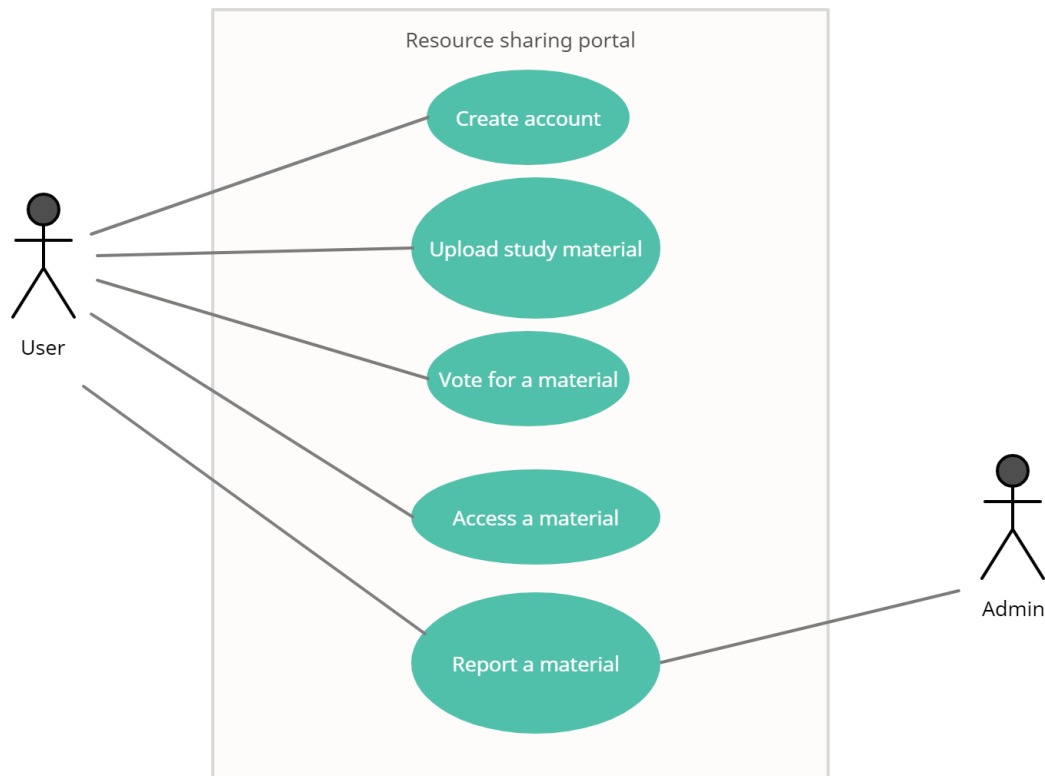 Resource sharing portal
Create account
Upload study material
User
Vote for a material
Access a material
Admin
Report a material